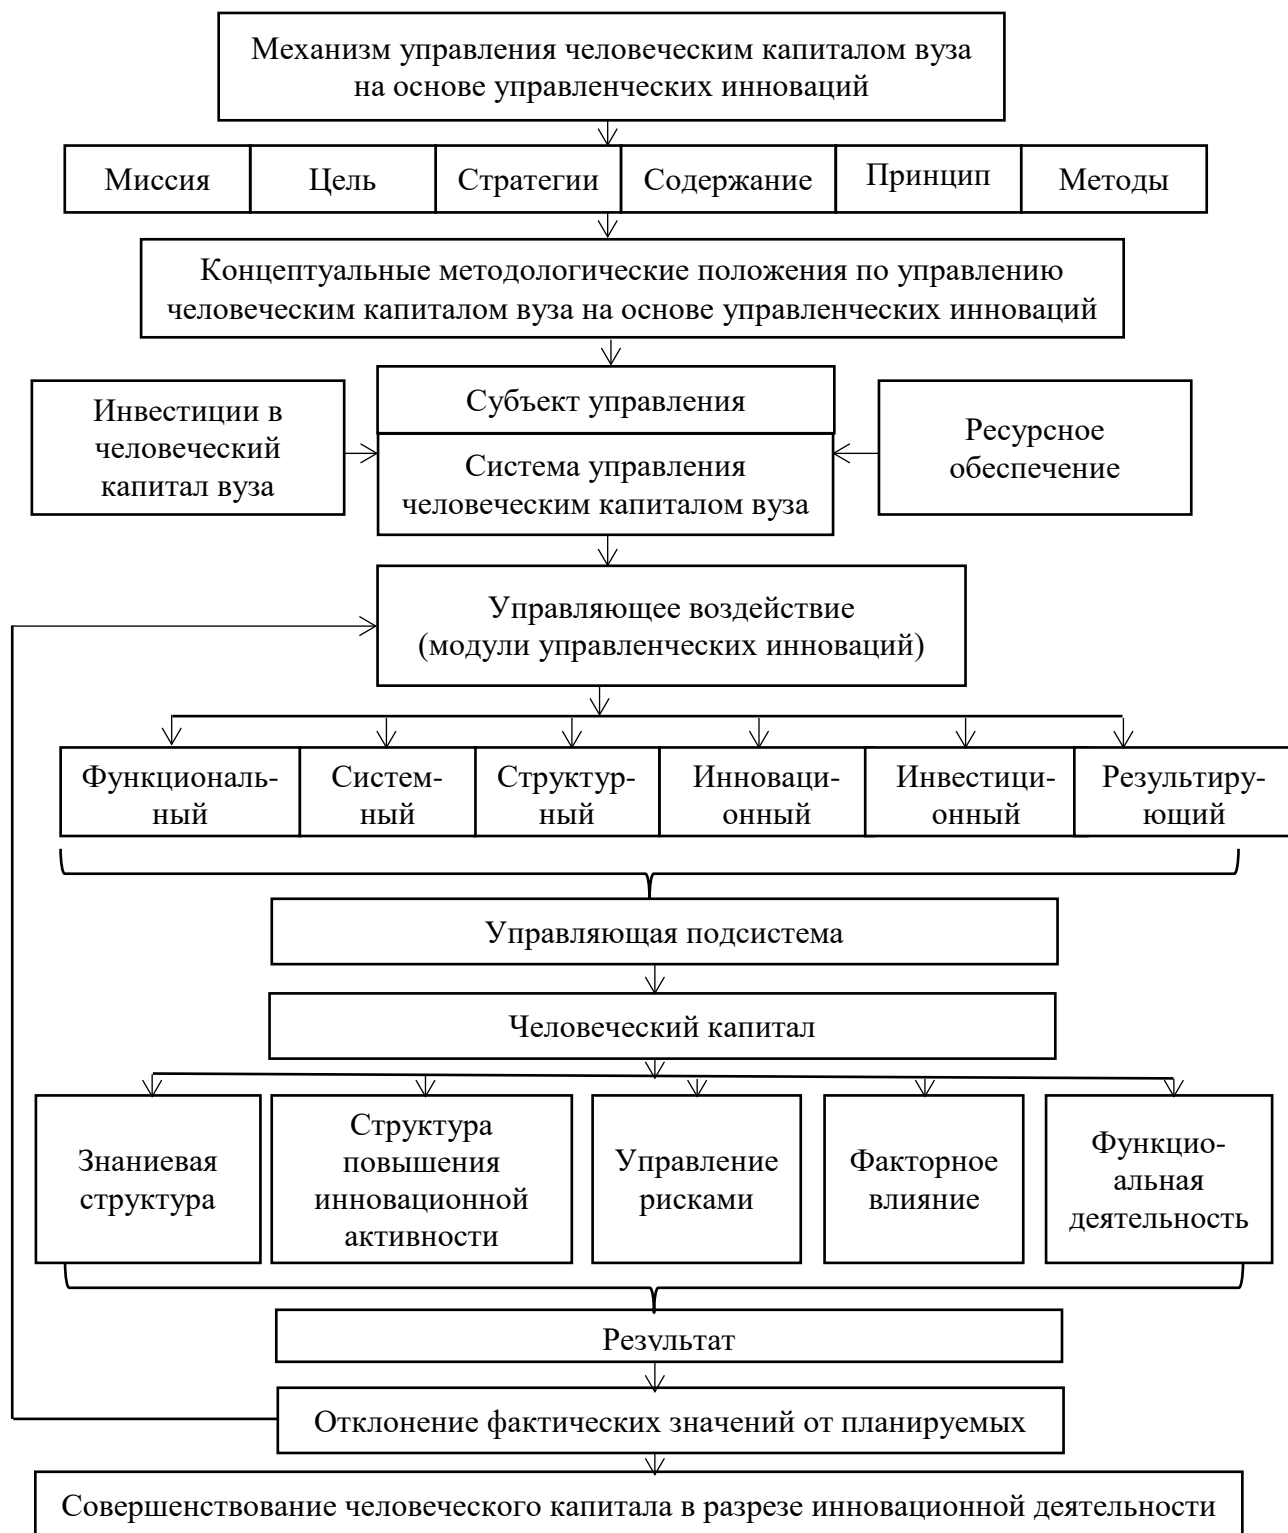 Механизм управления человеческим капиталом вуза
на основе управленческих инноваций
Миссия
Цель
Стратегии
Содержание
Принцип
Методы
Концептуальные методологические положения по управлению
человеческим капиталом вуза на основе управленческих инноваций
Инвестиции в
человеческий
капитал вуза
Субъект управления
Система управления
человеческим капиталом вуза
Ресурсное
обеспечение
Управляющее воздействие
(модули управленческих инноваций)
Функциональ-
ный
Систем-
ный
Структур-
ный
Инноваци-
онный
Инвестици-
онный
Результиру-
ющий
Управляющая подсистема
Человеческий капитал
Знаниевая
структура
Структура
повышения
инновационной
активности
Управление
рисками
Факторное
влияние
Функцио-
альная
деятельность
Результат
Отклонение фактических значений от планируемых
Совершенствование человеческого капитала в разрезе инновационной деятельности